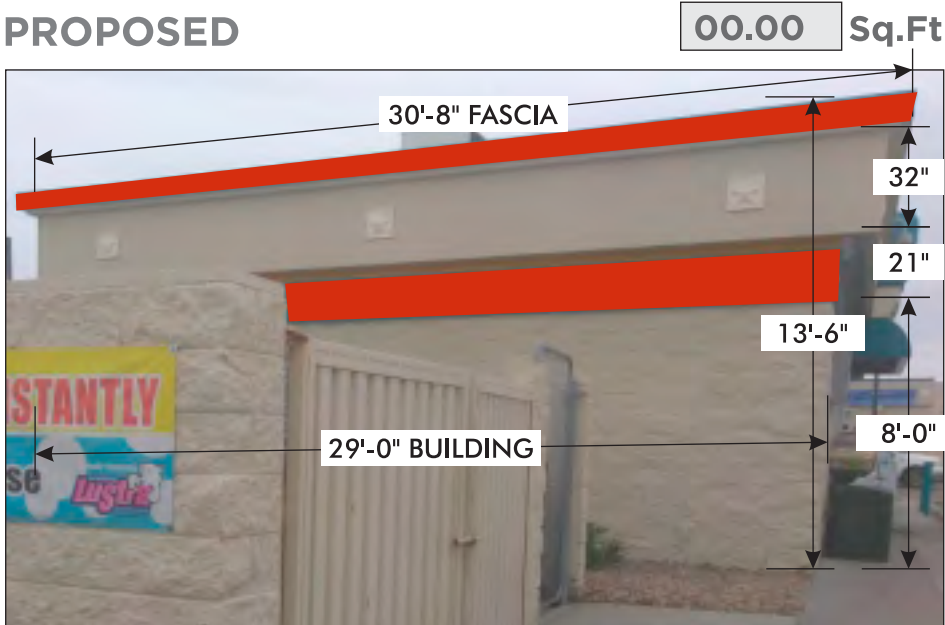 PROPOSED
00.00 Sq.Ft
30'-8" FASCIA
32"
21"
13'-6"
STANTLY
29'-0" BUILDING
8'-0"
se
Lustra